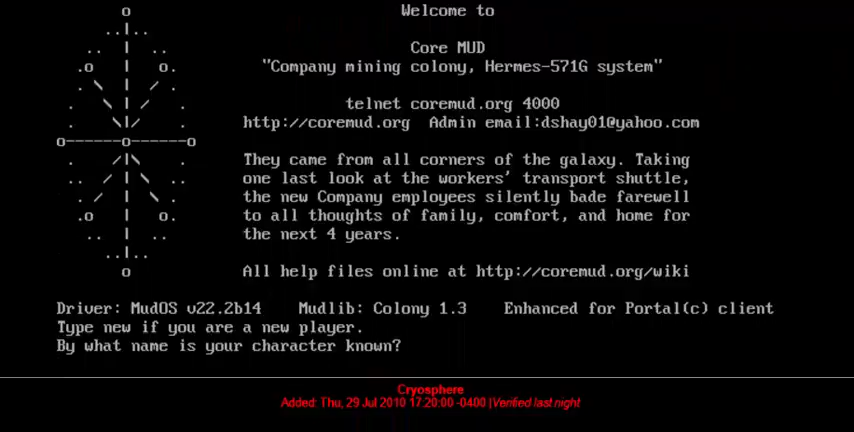 Welcome to
Core MUD
"Company mining colony, Hermes-571G system"
telnet coremud.org 4000
http://coremud.org Admin email:dshay01@yahoo.com
They came from all corners of the galaxy. Taking
one last look at the workers' transport shuttle,
the new Company employees silently bade farewell
to all thoughts of family, comfort, and home for
the next 4 years.
All help files online at http://coremud.org/wiki
Driver: MudOS v22.2b14 Mudlib: Colony 1.3 Enhanced for Portal(c) client
Type new if you are a new player.
By what name is your character known?
Cryosphere
Added: Thu, 29 Jul 2010 17:20:00 -0400 |Verified last night